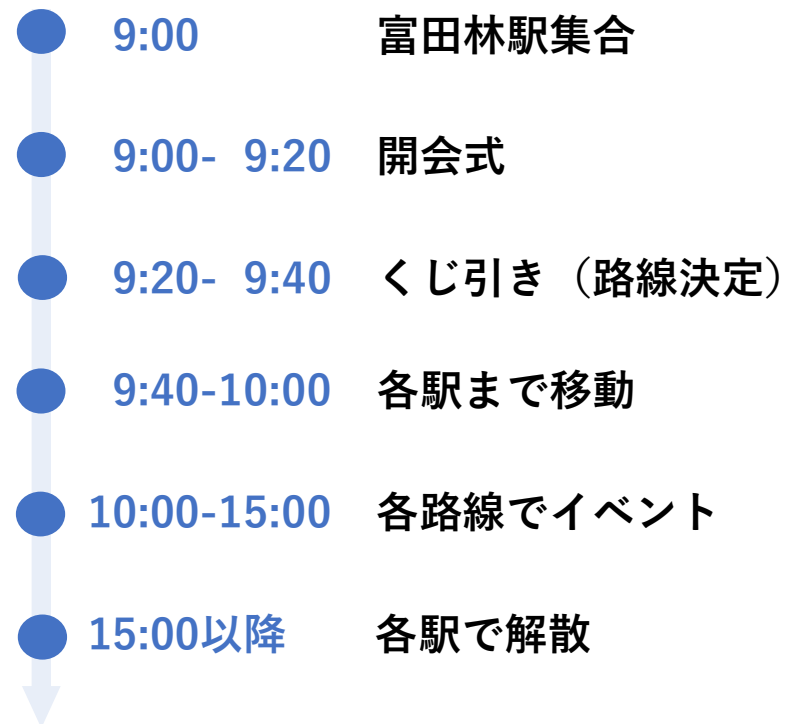 9:00 富田林駅集合
9:00- 9:20 開会式
9:20- 9:40 くじ引き（路線決定）
9:40-10:00 各駅まで移動
10:00-15:00 各路線でイベント
15:00以降 各駅で解散